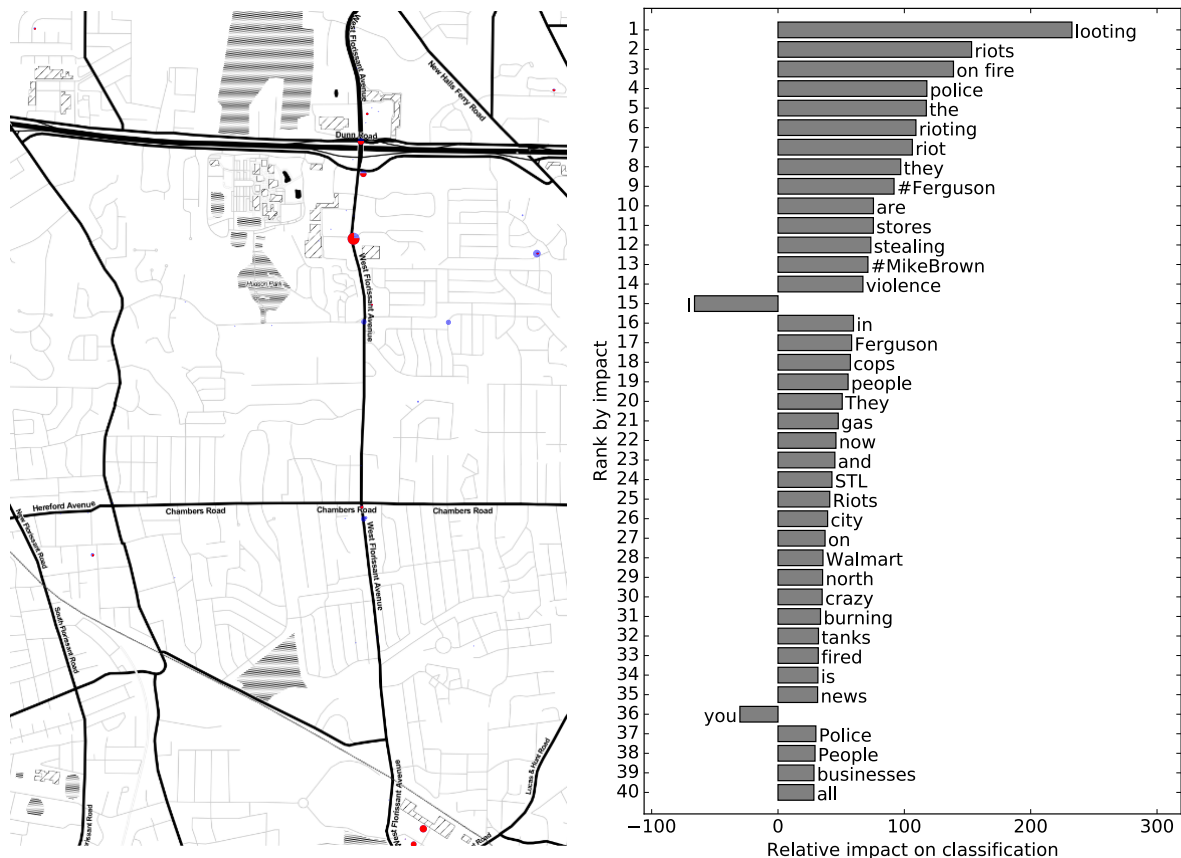 West Florissant Avenue
New Halls Ferry Road
Dunn Road
West Florissant Avenue
Hereford Avenue
Chambers Road
Chambers Road
Chambers Road
New Florissant Road
West Florissant Avenue
South Florissant Road
West Florissant Avenue
Lucas & Hunt Road
Road
1 looting
2 riots
3 on fire
4 police
5 the
6 rioting
7 riot
8 they
9 #Ferguson
10 are
11 stores
12 stealing
13 #MikeBrown
14 violence
15 I
16 in
17 Ferguson
18 cops
19 people
20 They
21 gas
22 now
23 and
24 STL
25 Riots
26 city
27 on
28 Walmart
29 north
30 crazy
31 burning
32 tanks
33 fired
34 is
35 news
36 you
37 Police
38 People
39 businesses
40 all
Rank by impact
−100 0 100 200 300
Relative impact on classification